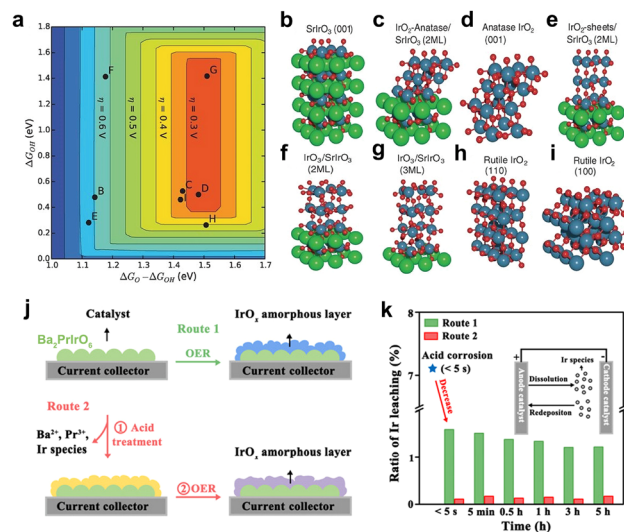 a
1.8
1.6
1.4
1.2
1.0
0.8
0.6
0.4
0.2
0.0
ΔG_OH (eV)
1.1 1.2 1.3 1.4 1.5 1.6 1.7
ΔG_O − ΔG_OH (eV)
η = 0.6 V
η = 0.5 V
η = 0.4 V
η = 0.3 V
F
G
B
C
D
I
E
H
b
SrIrO₃ (001)
c
IrO₂-Anatase/
SrIrO₃ (2ML)
d
Anatase IrO₂
(001)
e
IrO₂-sheets/
SrIrO₃ (2ML)
f
IrO₃/SrIrO₃
(2ML)
g
IrO₃/SrIrO₃
(3ML)
h
Rutile IrO₂
(110)
i
Rutile IrO₂
(100)
j
Catalyst
Ba₂PrIrO₆
Current collector
Route 1
OER
IrOₓ amorphous layer
Current collector
Route 2
Ba²⁺, Pr³⁺,
Ir species
① Acid
treatment
Current collector
②OER
IrOₓ amorphous layer
Current collector
k
Ratio of Ir leaching (%)
8
7
1
0
Route 1
Route 2
Acid corrosion
(< 5 s)
Decrease
+
-
Ir species
Anode catalyst
Dissolution
Redepositon
Cathode catalyst
< 5 s 5 min 0.5 h 1 h 3 h 5 h
Time (h)